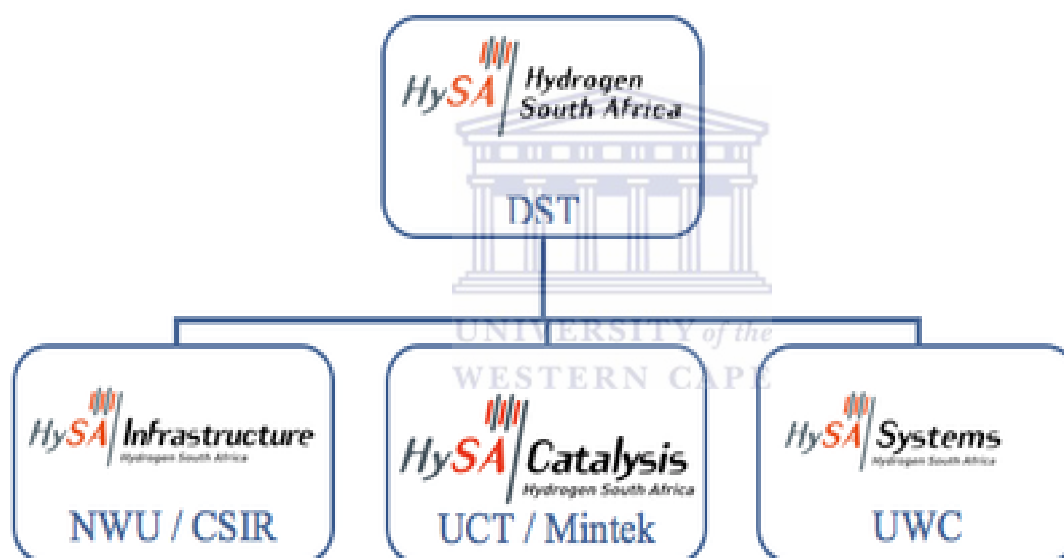 HySA Hydrogen
South Africa
DST
UNIVERSITY of the
WESTERN CAPE
HySA Infrastructure
Hydrogen South Africa
NWU / CSIR
HySA Catalysis
Hydrogen South Africa
UCT / Mintek
HySA Systems
Hydrogen South Africa
UWC